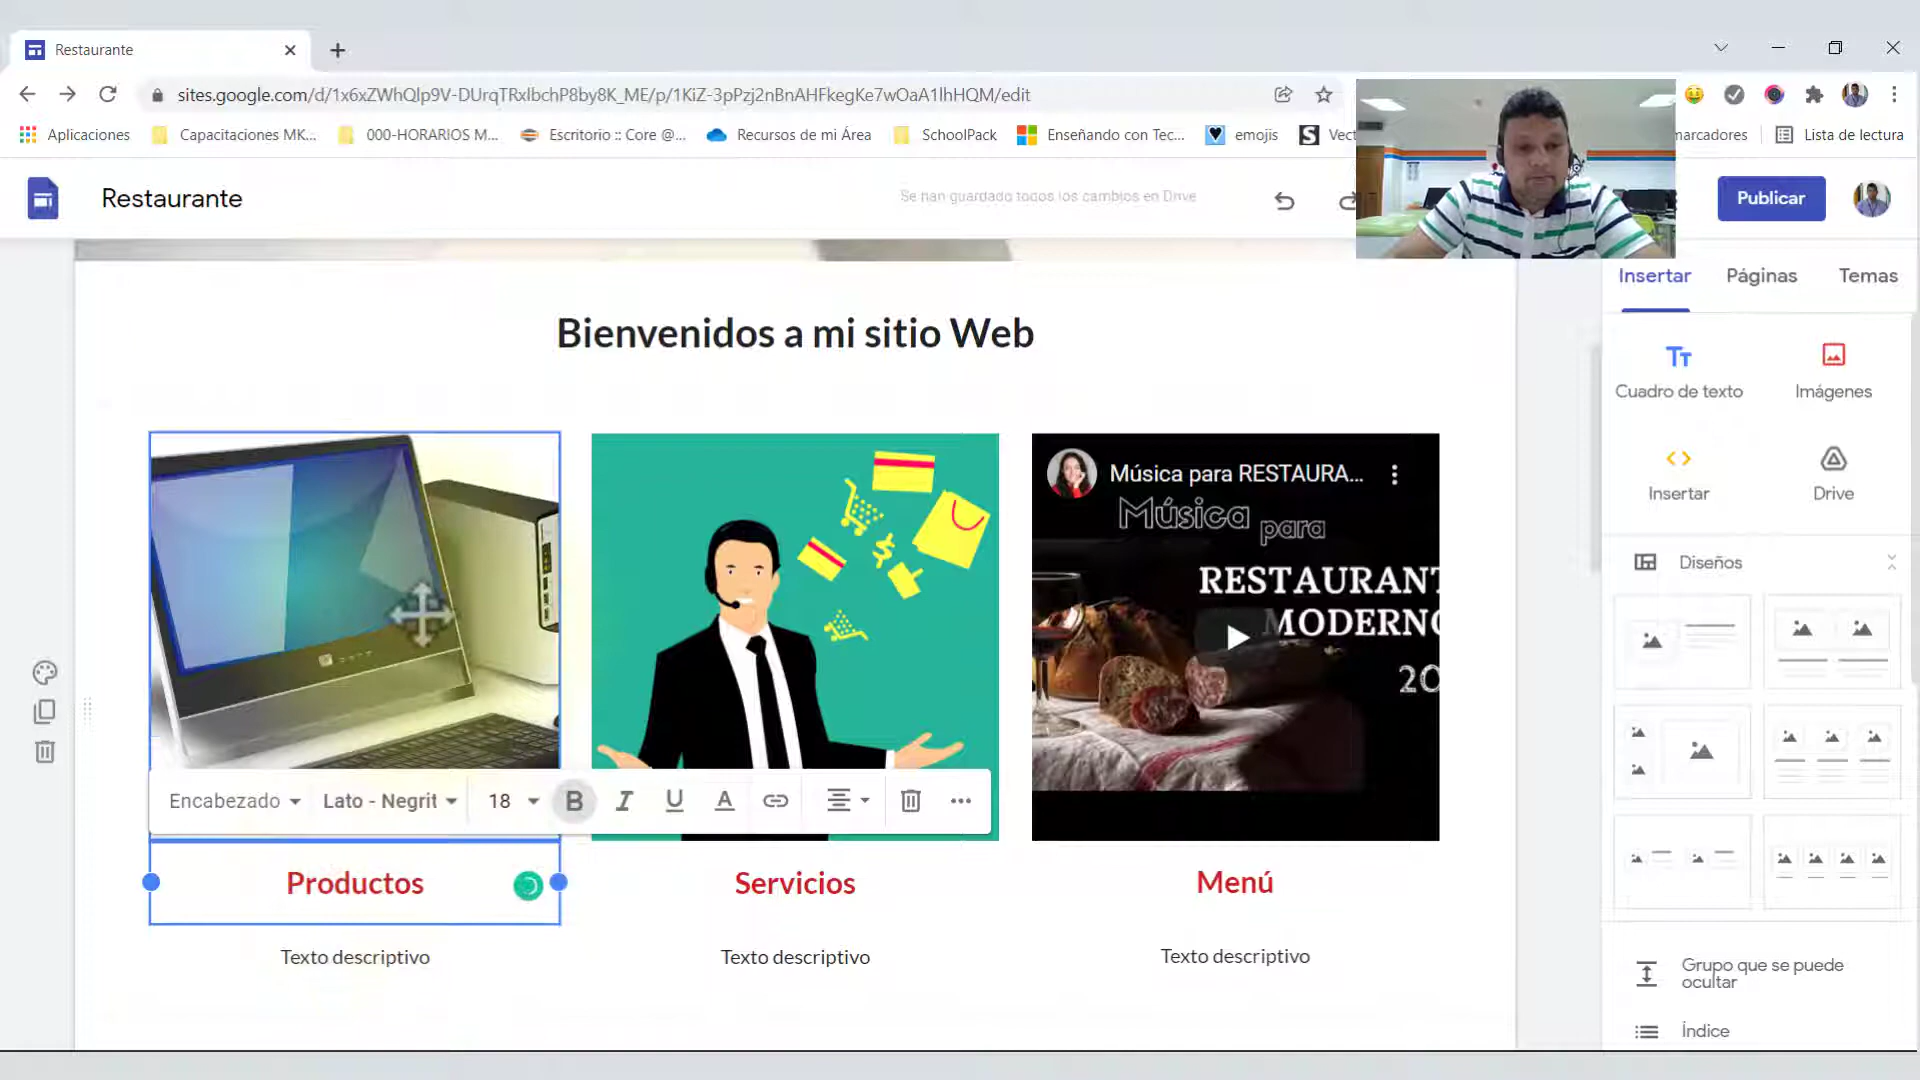 Restaurante
sites.google.com/d/1x6xZWhQlp9V-DUrqTRxlbchP8by8K_ME/p/1KiZ-3pPzj2nBnAHFkegKe7wOaA1lhHQM/edit
Aplicaciones
Capacitaciones MK...
000-HORARIOS M...
Escritorio :: Core @...
Recursos de mi Área
SchoolPack
Enseñando con Tec...
emojis
Vect
marcadores
Lista de lectura
Restaurante
Se han guardado todos los cambios en Drive
Publicar
Insertar
Páginas
Temas
Bienvenidos a mi sitio Web
Cuadro de texto
Imágenes
Insertar
Drive
Música para RESTAURA...
Música para
RESTAURANT
MODERNO
20
Diseños
Encabezado
Lato - Negrit
18
Productos
Servicios
Menú
Texto descriptivo
Texto descriptivo
Texto descriptivo
Grupo que se puede
ocultar
Índice